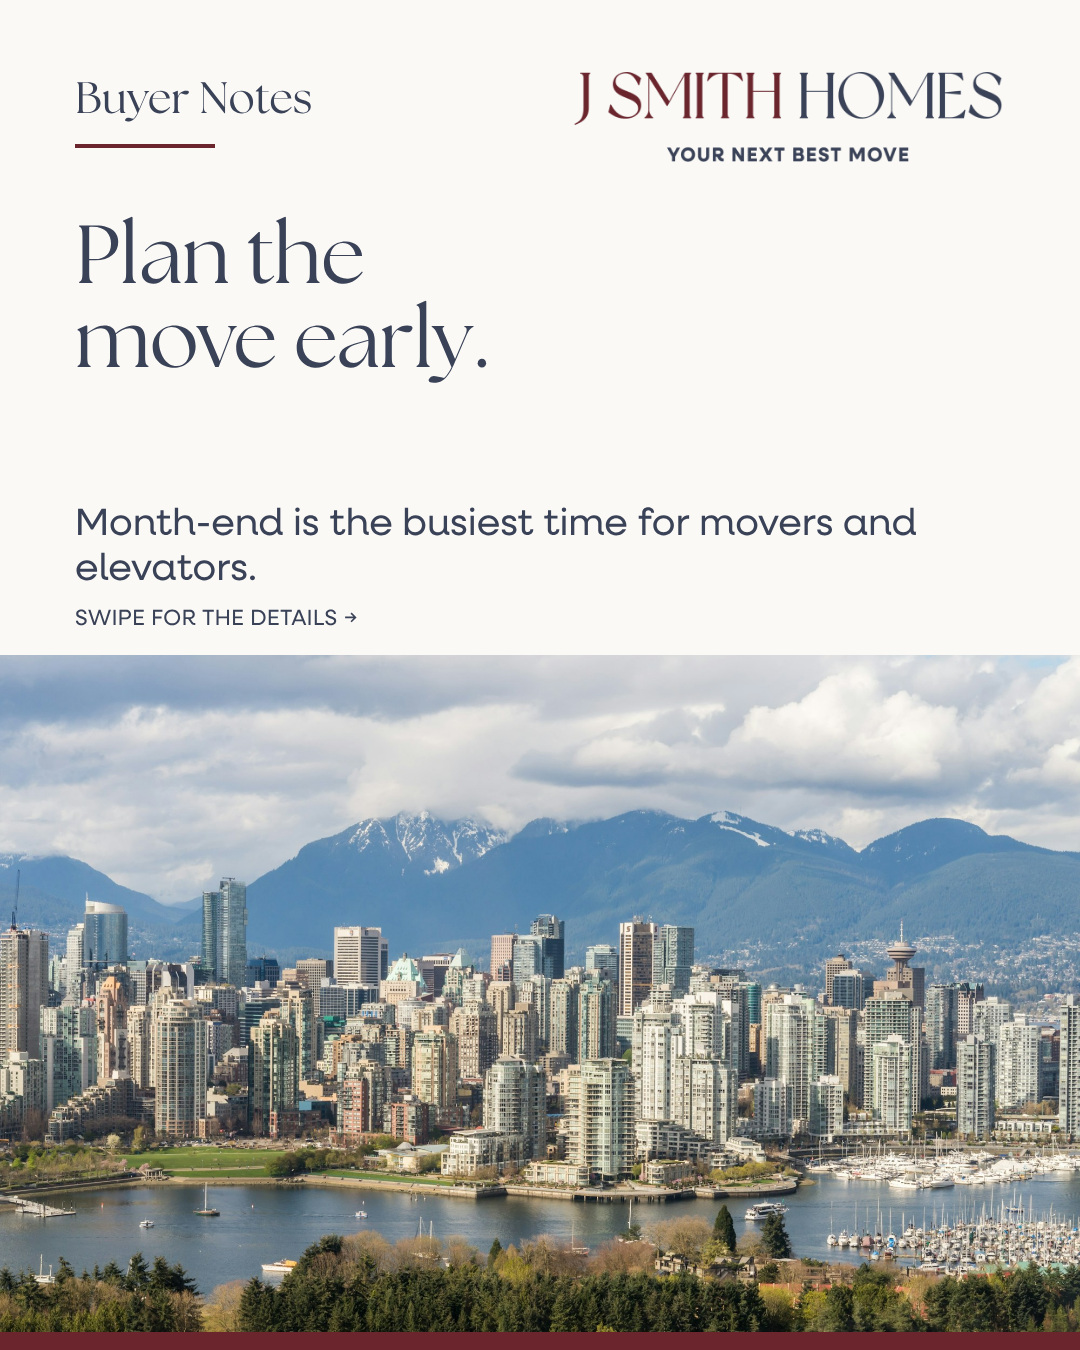 Buyer Notes
J SMITH HOMES
YOUR NEXT BEST MOVE
Plan the
move early.
Month-end is the busiest time for movers and
elevators.
SWIPE FOR THE DETAILS →